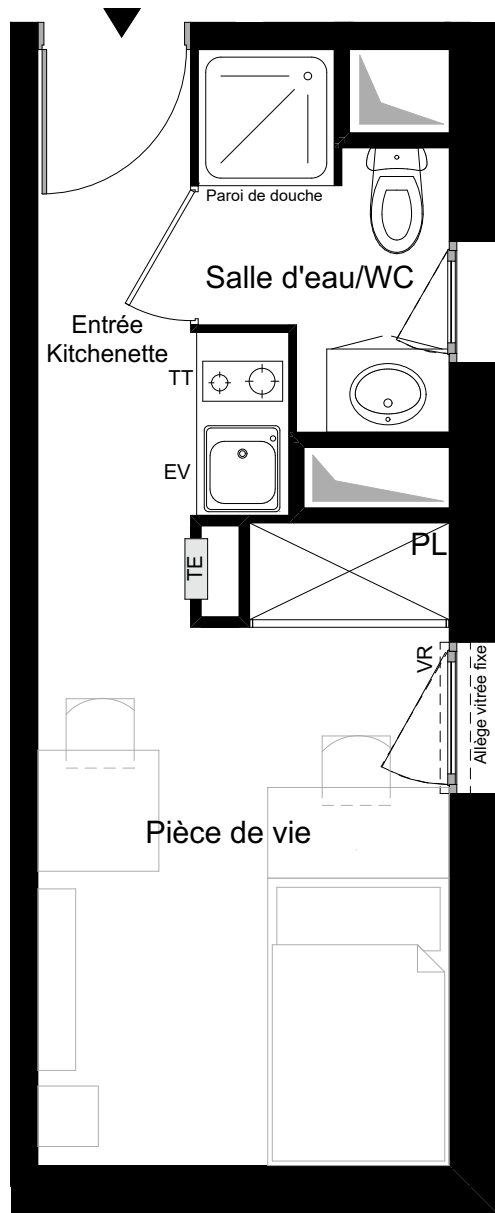 Paroi de douche
Salle d'eau/WC
Entrée
Kitchenette
TT
EV
PL
TE
VR
Allège vitrée fixe
Pièce de vie